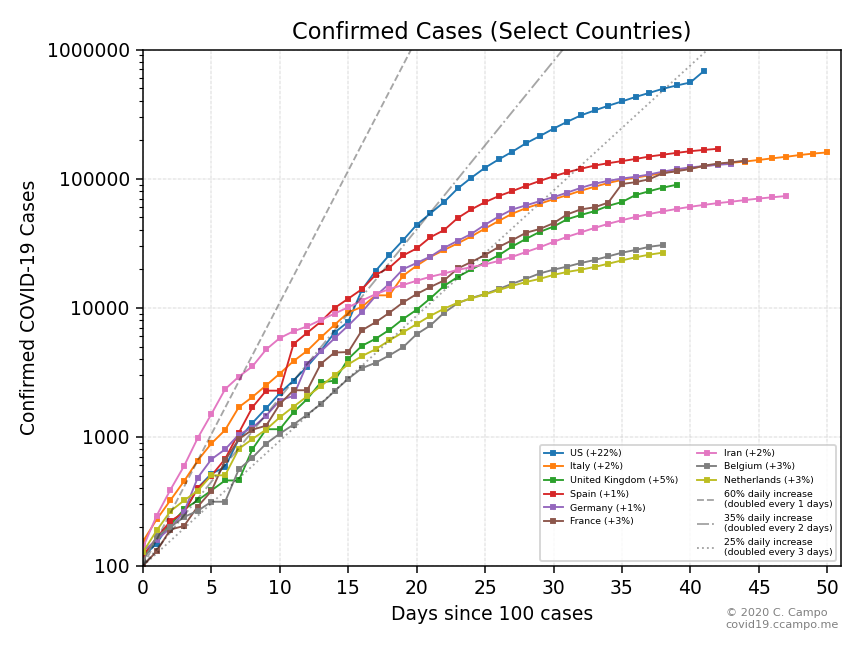 Confirmed Cases (Select Countries)
Confirmed COVID-19 Cases
1000000
100000
10000
1000
100
0
5
10
15
20
25
30
35
40
45
50
Days since 100 cases
US (+22%)
Italy (+2%)
United Kingdom (+5%)
Spain (+1%)
Germany (+1%)
France (+3%)
Iran (+2%)
Belgium (+3%)
Netherlands (+3%)
60% daily increase
(doubled every 1 days)
35% daily increase
(doubled every 2 days)
25% daily increase
(doubled every 3 days)
© 2020 C. Campo
covid19.ccampo.me